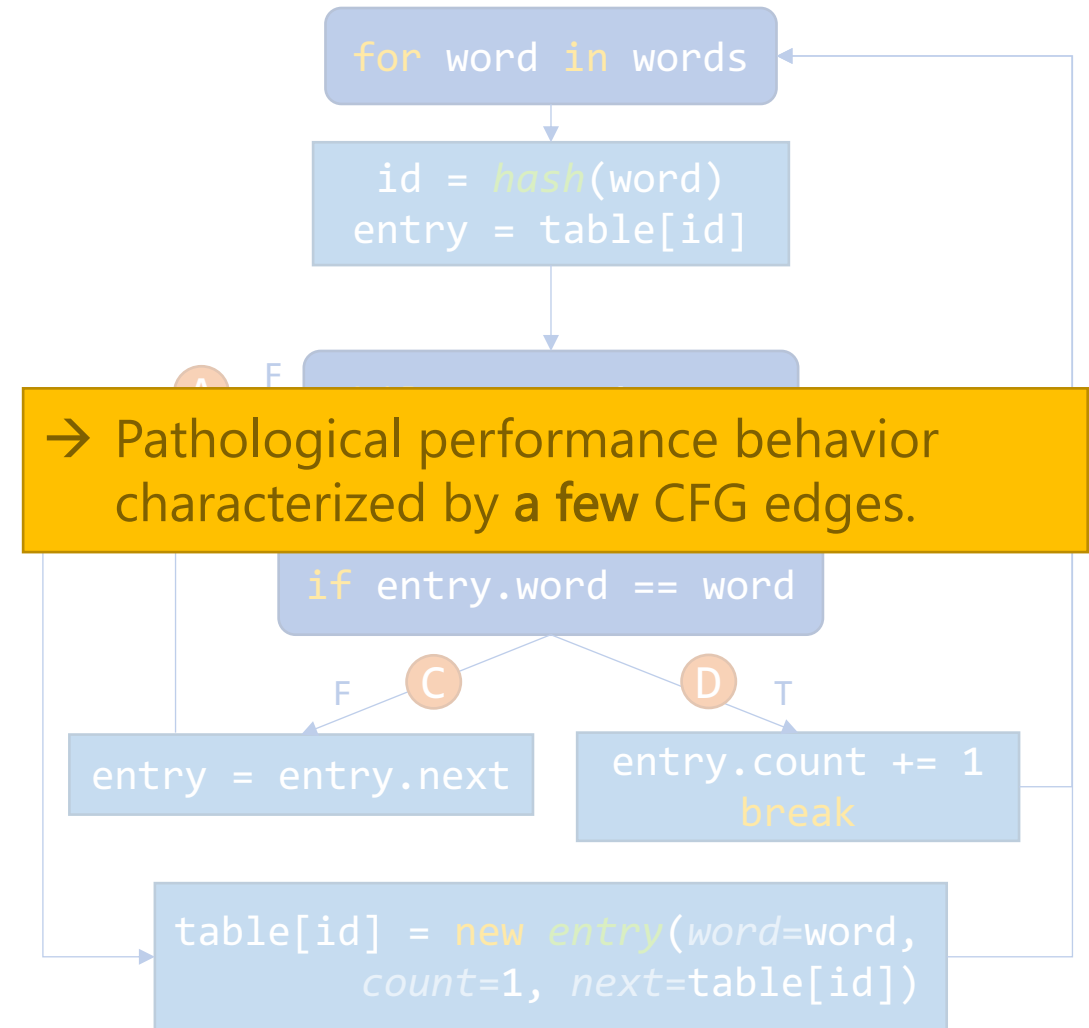 for word in words
id = hash(word)
entry = table[id]
F
→ Pathological performance behavior
characterized by a few CFG edges.
if entry.word == word
F
C
D
T
entry = entry.next
entry.count += 1
break
table[id] = new entry(word=word,
count=1, next=table[id])